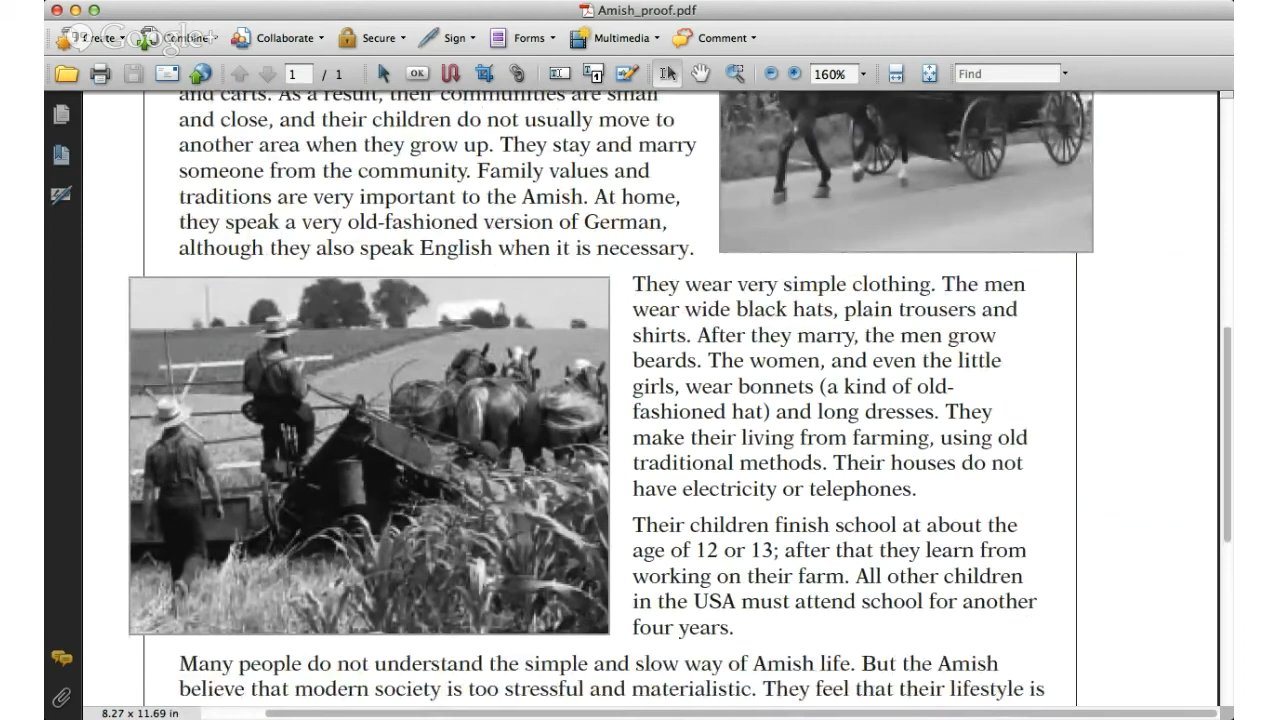 Amish_proof.pdf
Create Combine Collaborate Secure Sign Forms Multimedia Comment
Google+
OK 1 / 1 160% Find
and carts. As a result, their communities are small
and close, and their children do not usually move to
another area when they grow up. They stay and marry
someone from the community. Family values and
traditions are very important to the Amish. At home,
they speak a very old-fashioned version of German,
although they also speak English when it is necessary.
They wear very simple clothing. The men
wear wide black hats, plain trousers and
shirts. After they marry, the men grow
beards. The women, and even the little
girls, wear bonnets (a kind of old-
fashioned hat) and long dresses. They
make their living from farming, using old
traditional methods. Their houses do not
have electricity or telephones.
Their children finish school at about the
age of 12 or 13; after that they learn from
working on their farm. All other children
in the USA must attend school for another
four years.
Many people do not understand the simple and slow way of Amish life. But the Amish
believe that modern society is too stressful and materialistic. They feel that their lifestyle is
8.27 x 11.69 in